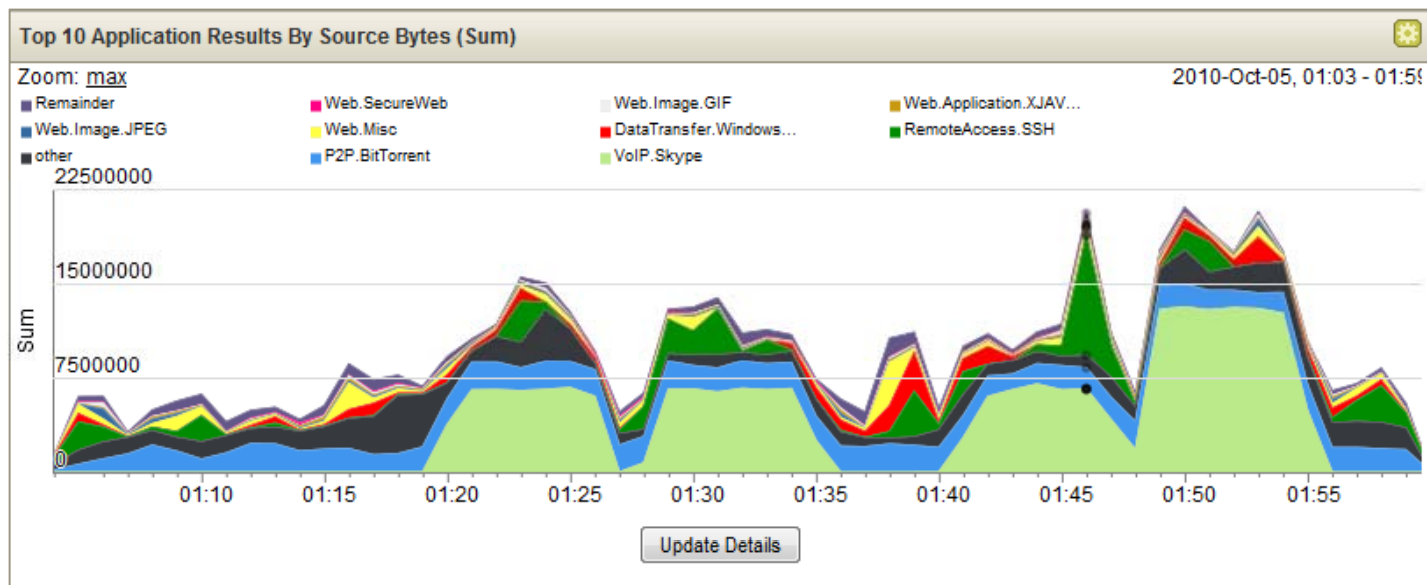 Top 10 Application Results By Source Bytes (Sum)
Zoom: max
2010-Oct-05, 01:03 - 01:59
Remainder
Web.SecureWeb
Web.Image.GIF
Web.Application.XJAV...
Web.Image.JPEG
Web.Misc
DataTransfer.Windows...
RemoteAccess.SSH
other
P2P.BitTorrent
VoIP.Skype
22500000
15000000
7500000
0
Sum
01:10
01:15
01:20
01:25
01:30
01:35
01:40
01:45
01:50
01:55
Update Details